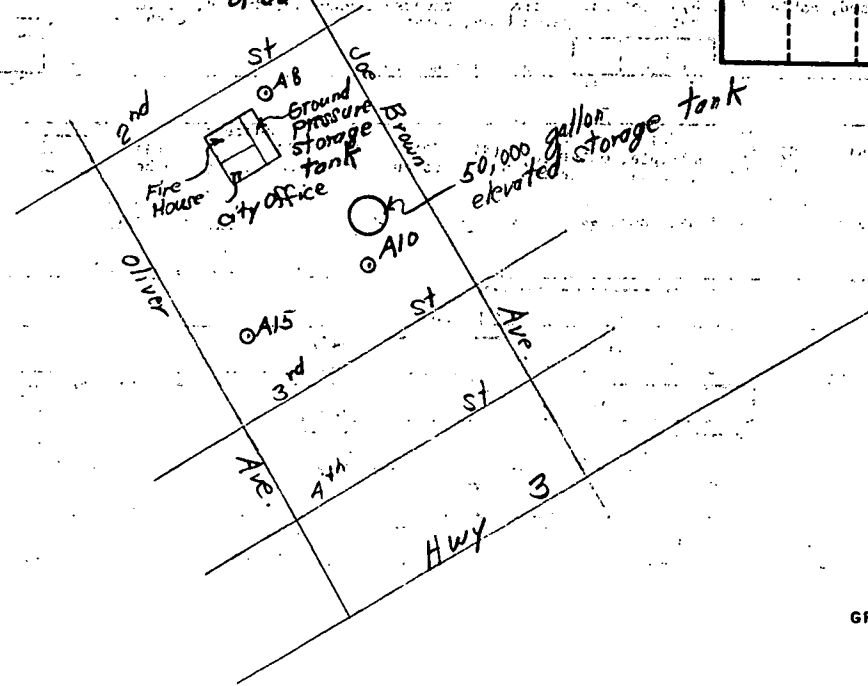 2nd St
A8
Joe Brown Ave.
Ground
Pressure
storage
tank
Fire
House
City Office
50,000 gallon
elevated storage tank
A10
Oliver Ave.
A15
3rd St
4th St
Hwy 3